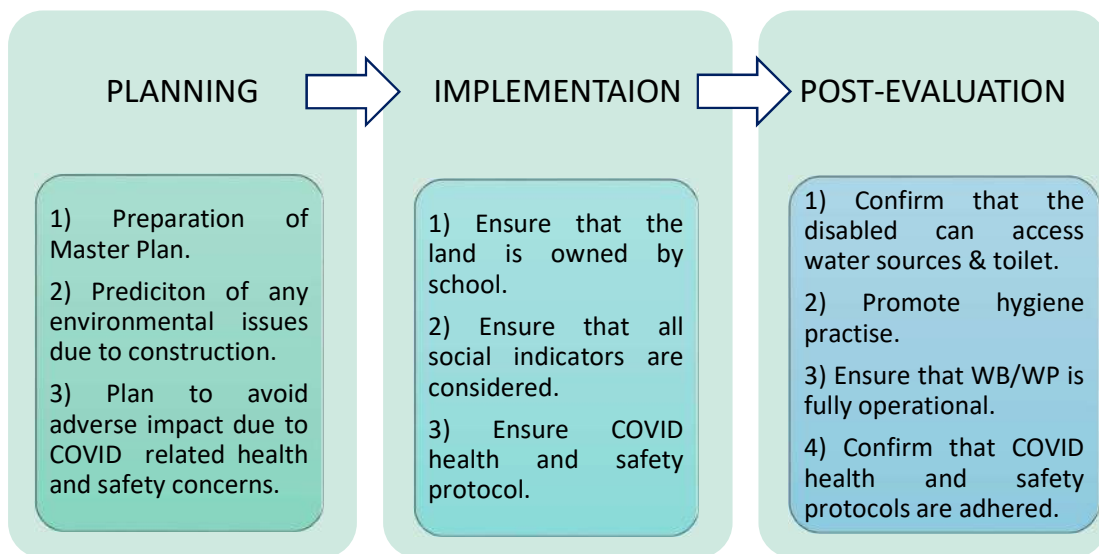 PLANNING
IMPLEMENTAION
POST-EVALUATION
1) Preparation of
Master Plan.
2) Prediciton of any
environmental issues
due to construction.
3) Plan to avoid
adverse impact due to
COVID related health
and safety concerns.
1) Ensure that the
land is owned by
school.
2) Ensure that all
social indicators are
considered.
3) Ensure COVID
health and safety
protocol.
1) Confirm that the
disabled can access
water sources & toilet.
2) Promote hygiene
practise.
3) Ensure that WB/WP is
fully operational.
4) Confirm that COVID
health and safety
protocols are adhered.